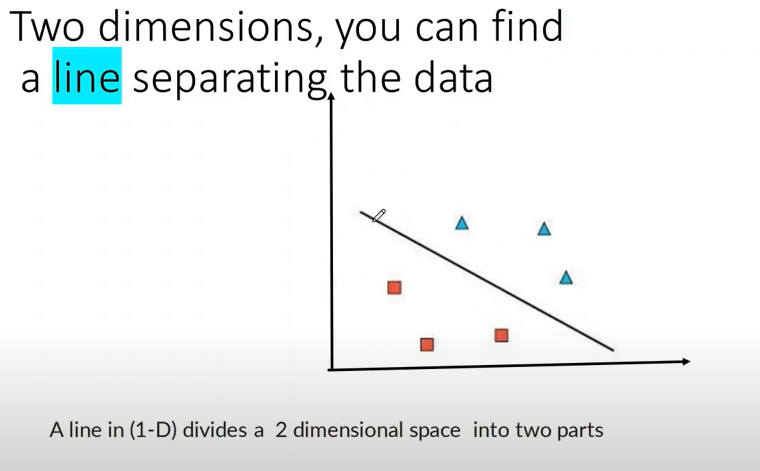 Two dimensions, you can find
a line separating the data
A line in (1-D) divides a 2 dimensional space into two parts